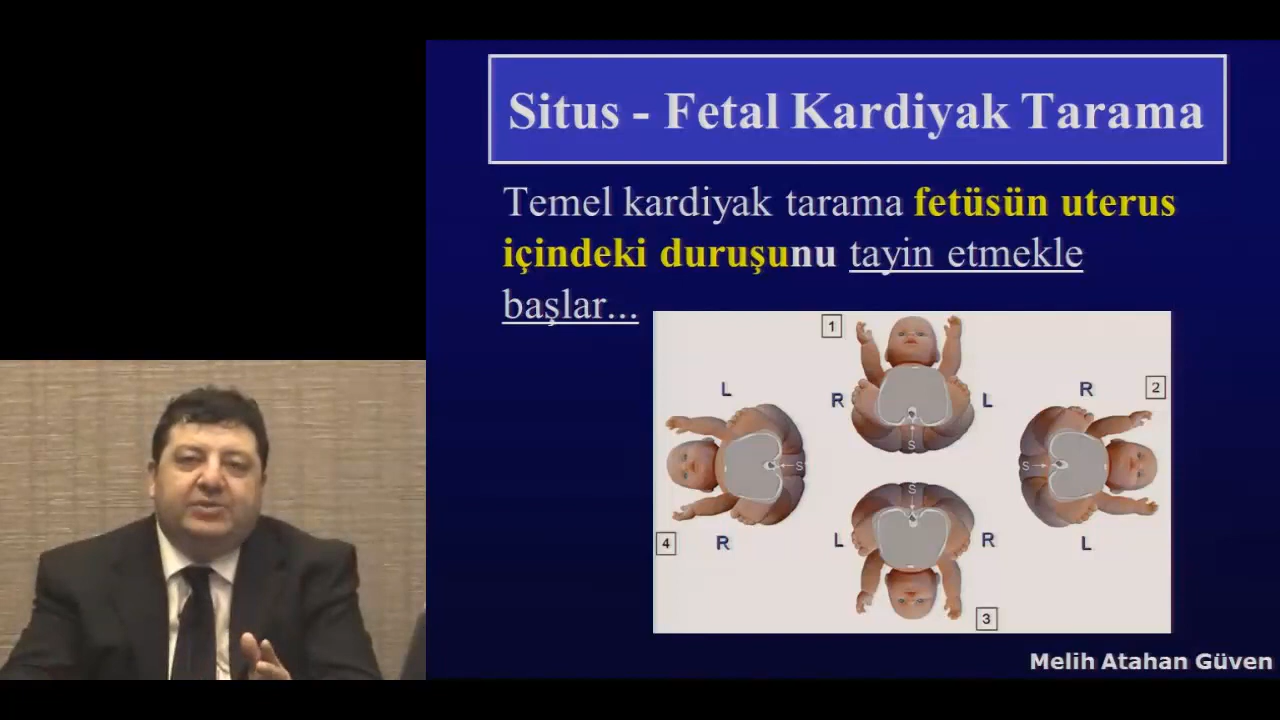 Situs - Fetal Kardiyak Tarama
Temel kardiyak tarama fetüsün uterus
içindeki duruşunu tayin etmekle
başlar...
1
L
R
L
R
2
S
S
S
S
4
R
L
R
L
3
Melih Atahan Güven